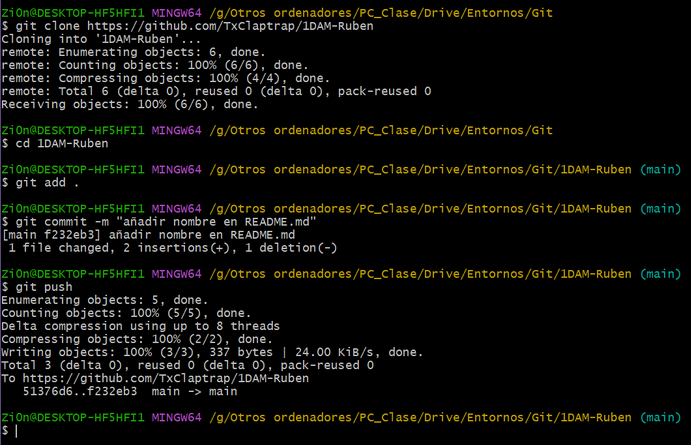 Zi0n@DESKTOP-HF5HFI1 MINGW64 /g/Otros ordenadores/PC_Clase/Drive/Entornos/Git
$ git clone https://github.com/TxClaptrap/1DAM-Ruben
Cloning into '1DAM-Ruben'...
remote: Enumerating objects: 6, done.
remote: Counting objects: 100% (6/6), done.
remote: Compressing objects: 100% (4/4), done.
remote: Total 6 (delta 0), reused 0 (delta 0), pack-reused 0
Receiving objects: 100% (6/6), done.
Zi0n@DESKTOP-HF5HFI1 MINGW64 /g/Otros ordenadores/PC_Clase/Drive/Entornos/Git
$ cd 1DAM-Ruben
Zi0n@DESKTOP-HF5HFI1 MINGW64 /g/Otros ordenadores/PC_Clase/Drive/Entornos/Git/1DAM-Ruben (main)
$ git add .
Zi0n@DESKTOP-HF5HFI1 MINGW64 /g/Otros ordenadores/PC_Clase/Drive/Entornos/Git/1DAM-Ruben (main)
$ git commit -m "añadir nombre en README.md"
[main f232eb3] añadir nombre en README.md
1 file changed, 2 insertions(+), 1 deletion(-)
Zi0n@DESKTOP-HF5HFI1 MINGW64 /g/Otros ordenadores/PC_Clase/Drive/Entornos/Git/1DAM-Ruben (main)
$ git push
Enumerating objects: 5, done.
Counting objects: 100% (5/5), done.
Delta compression using up to 8 threads
Compressing objects: 100% (2/2), done.
Writing objects: 100% (3/3), 337 bytes | 24.00 KiB/s, done.
Total 3 (delta 0), reused 0 (delta 0), pack-reused 0
To https://github.com/TxClaptrap/1DAM-Ruben
51376d6..f232eb3 main -> main
Zi0n@DESKTOP-HF5HFI1 MINGW64 /g/Otros ordenadores/PC_Clase/Drive/Entornos/Git/1DAM-Ruben (main)
$